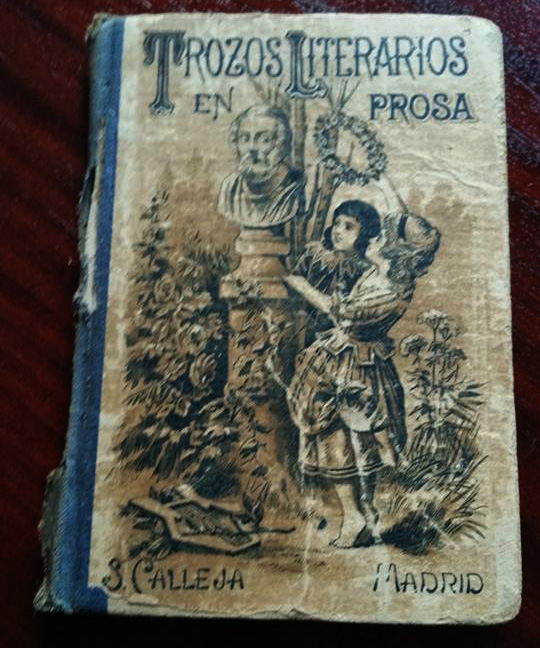 TROZOS LITERARIOS
EN PROSA
S. CALLEJA MADRID